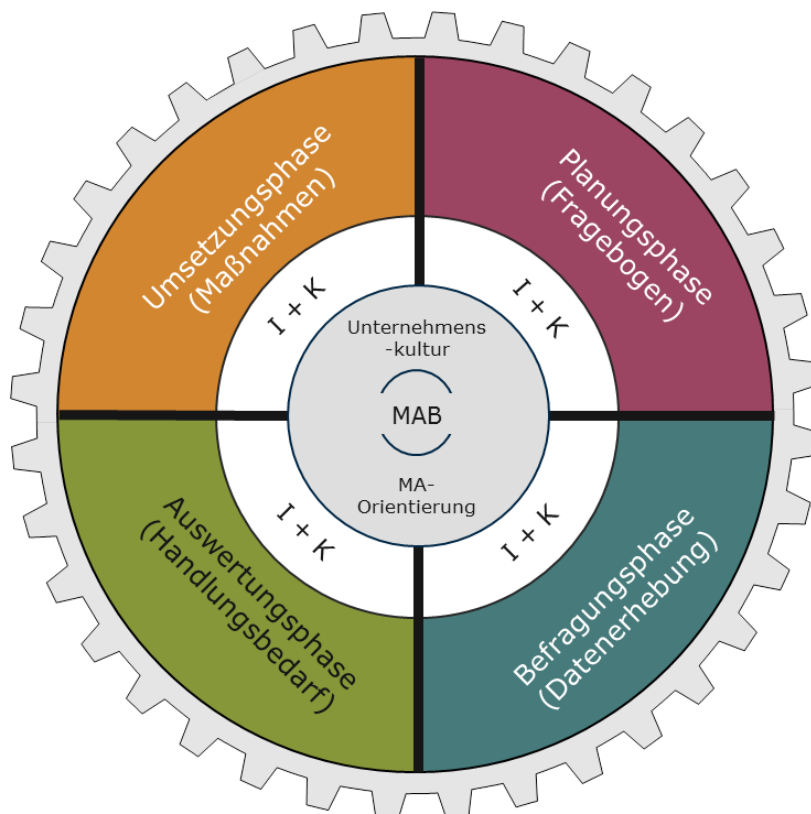 Umsetzungsphase
(Maßnahmen)
Planungsphase
(Fragebogen)
I + K
I + K
Unternehmens
-kultur
MAB
MA-
Orientierung
I + K
I + K
Auswertungsphase
(Handlungsbedarf)
Befragungsphase
(Datenerhebung)